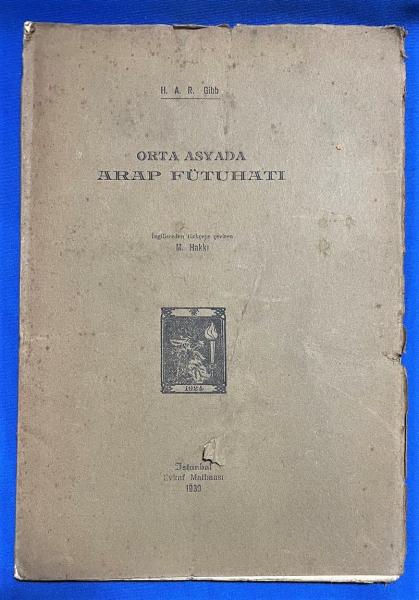 H. A. R. Gibb
ORTA ASYADA
ARAP FÜTUHATI
İngilizceden türkçeye çeviren
M. Hakkı
1924
İstanbul
Evkaf Matbaası
1930